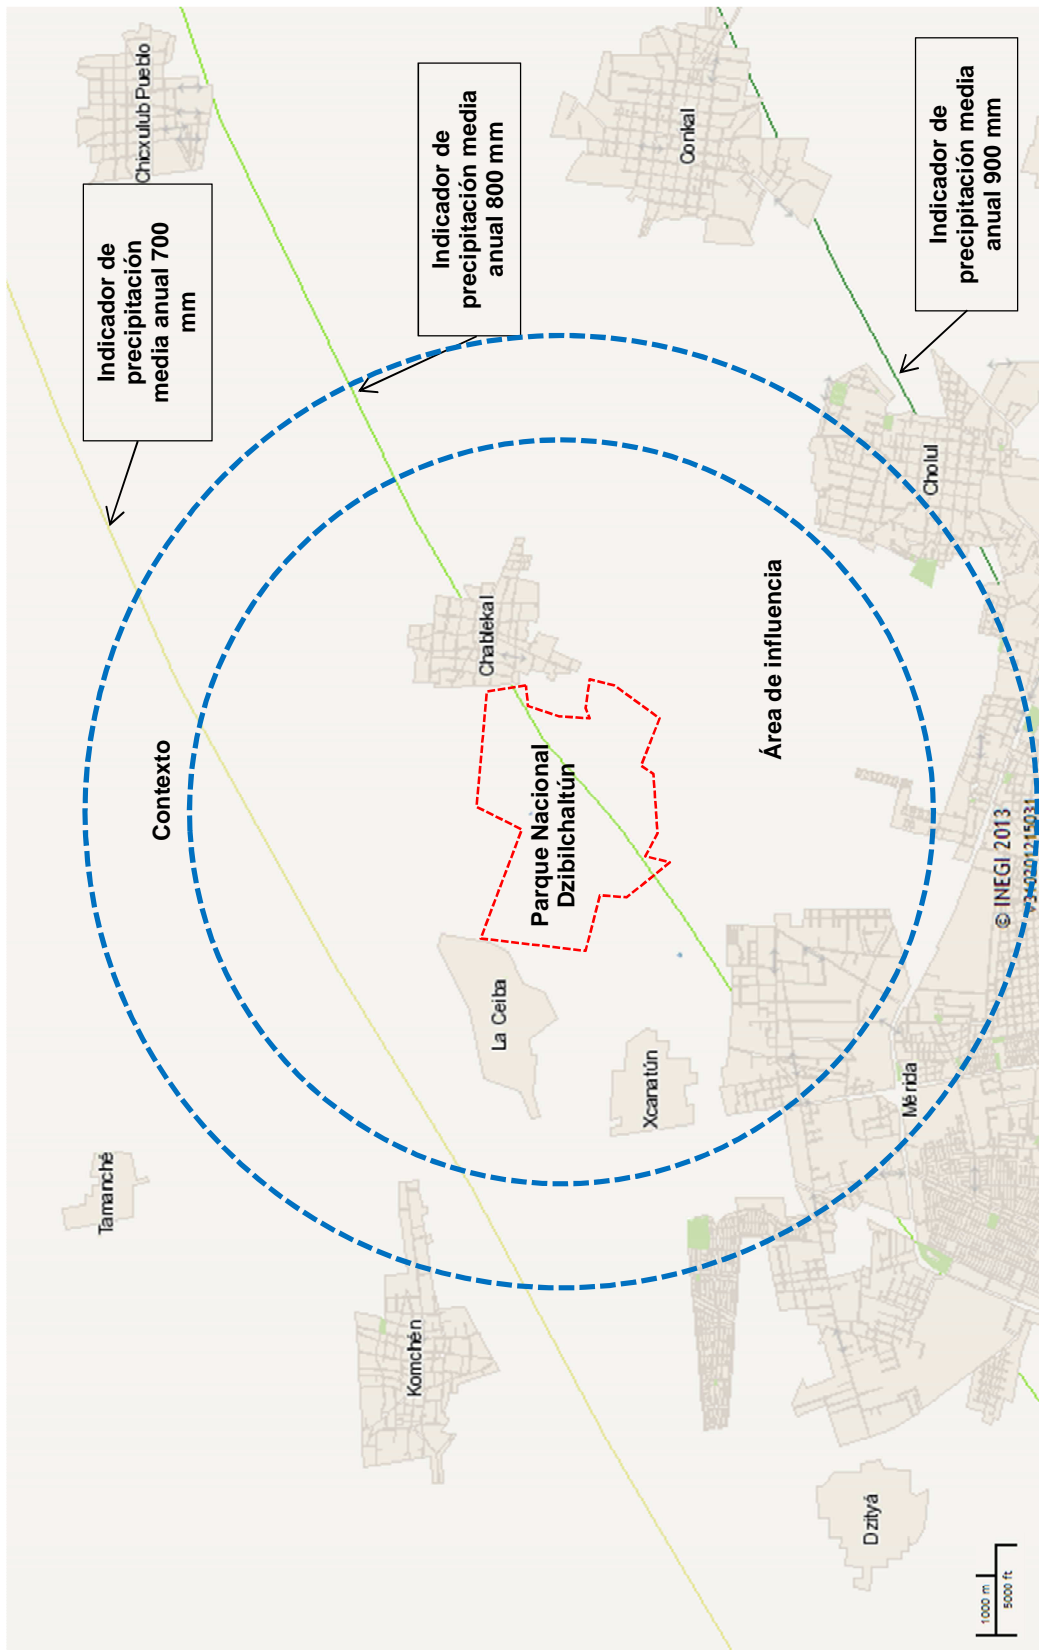 Indicador de
precipitación
media anual 700
mm
Indicador de
precipitación media
anual 800 mm
Indicador de
precipitación media
anual 900 mm
Chicxulub Pueblo
Conkal
Tamanché
Contexto
Komchén
Chablekal
La Ceiba
Parque Nacional
Dzibilchaltún
Xcanatún
Área de influencia
Cholul
Dzityá
Mérida
© INEGI 2013
v310201215031
1000 m
5000 ft